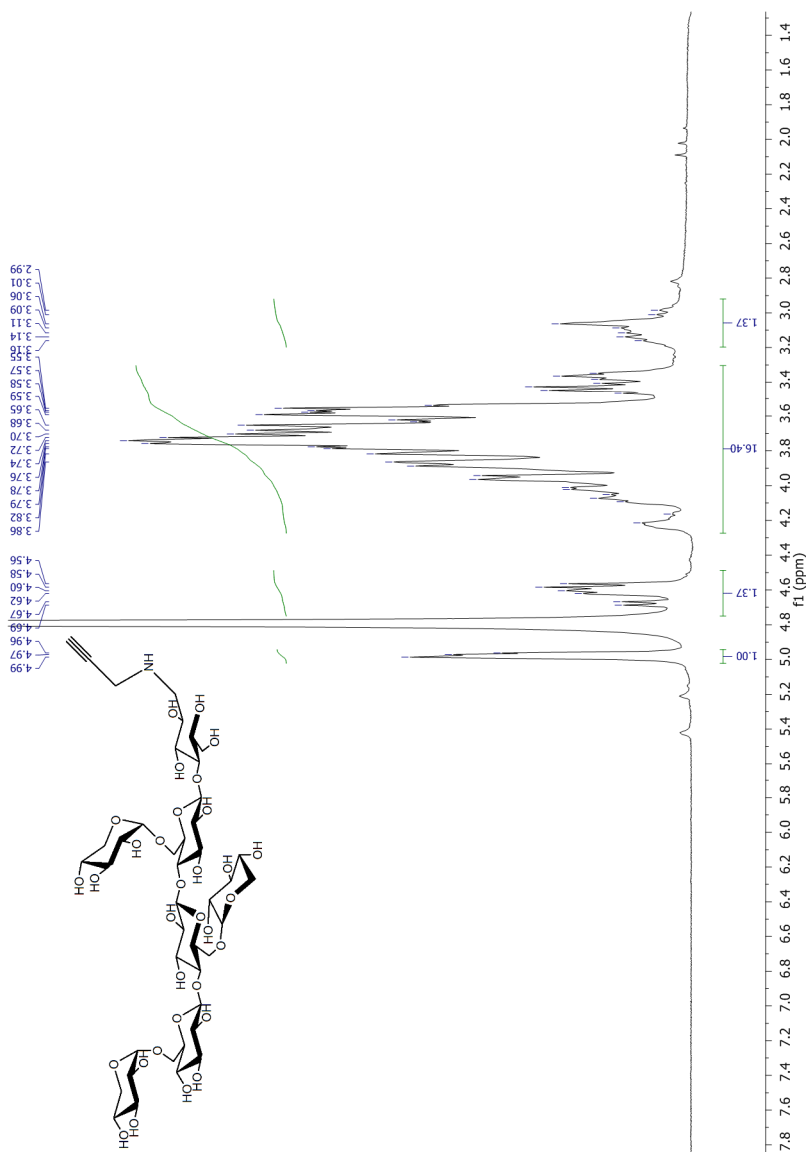 2.99
3.01
3.06
3.09
3.11
3.14
3.16
3.55
3.57
3.58
3.59
3.65
3.68
3.70
3.72
3.74
3.76
3.78
3.79
3.82
3.86
4.56
4.58
4.60
4.62
4.67
4.69
4.96
4.97
4.99
NH
HO
OH
OH
HO
O
O
OH
O
O
OH
HO
HO
HO
O
OH
OH
O
HO
O
HO
O
HO
O
O
OH
O
O
OH
HO
HO
HO
HO
1.37
16.40
1.37
1.00
1.4
1.6
1.8
2.0
2.2
2.4
2.6
2.8
3.0
3.2
3.4
3.6
3.8
4.0
4.2
4.4
4.6
4.8
5.0
5.2
5.4
5.6
5.8
6.0
6.2
6.4
6.6
6.8
7.0
7.2
7.4
7.6
7.8
f1 (ppm)